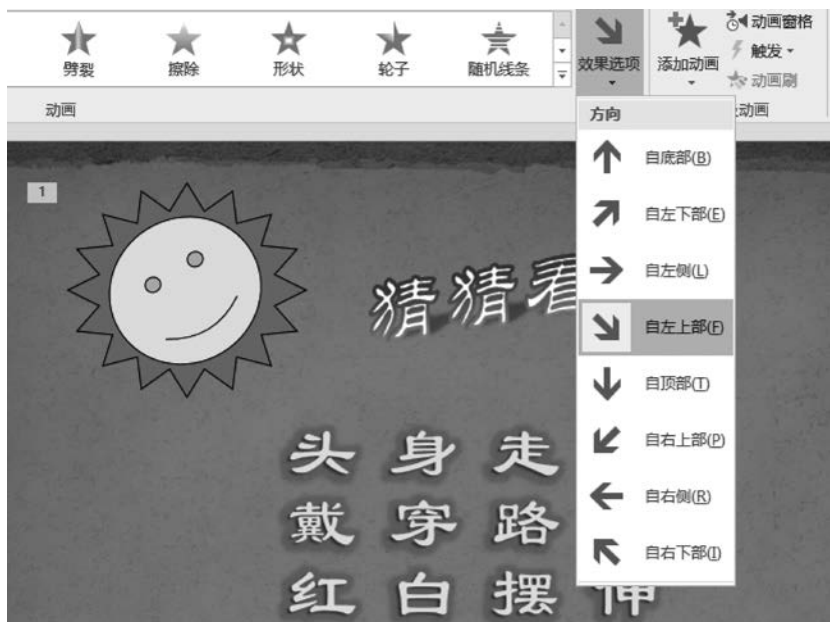 劈裂 擦除 形状 轮子 随机线条 效果选项 添加动画 动画窗格
触发
动画刷
动画 动画
方向
自底部(B)
自左下部(E)
自左侧(L)
自左上部(F)
自顶部(T)
自右上部(P)
自右侧(R)
自右下部(I)
1
猜猜看
头 身 走
戴 穿 路
红 白 摆 伸